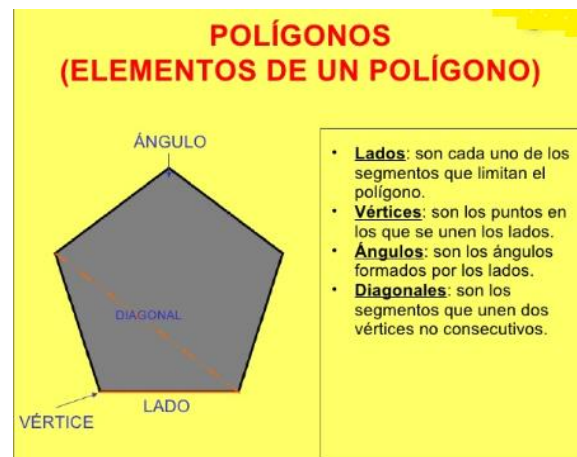 POLÍGONOS
(ELEMENTOS DE UN POLÍGONO)
ÁNGULO
DIAGONAL
VÉRTICE
LADO
• Lados: son cada uno de los
segmentos que limitan el
polígono.
• Vértices: son los puntos en
los que se unen los lados.
• Ángulos: son los ángulos
formados por los lados.
• Diagonales: son los
segmentos que unen dos
vértices no consecutivos.